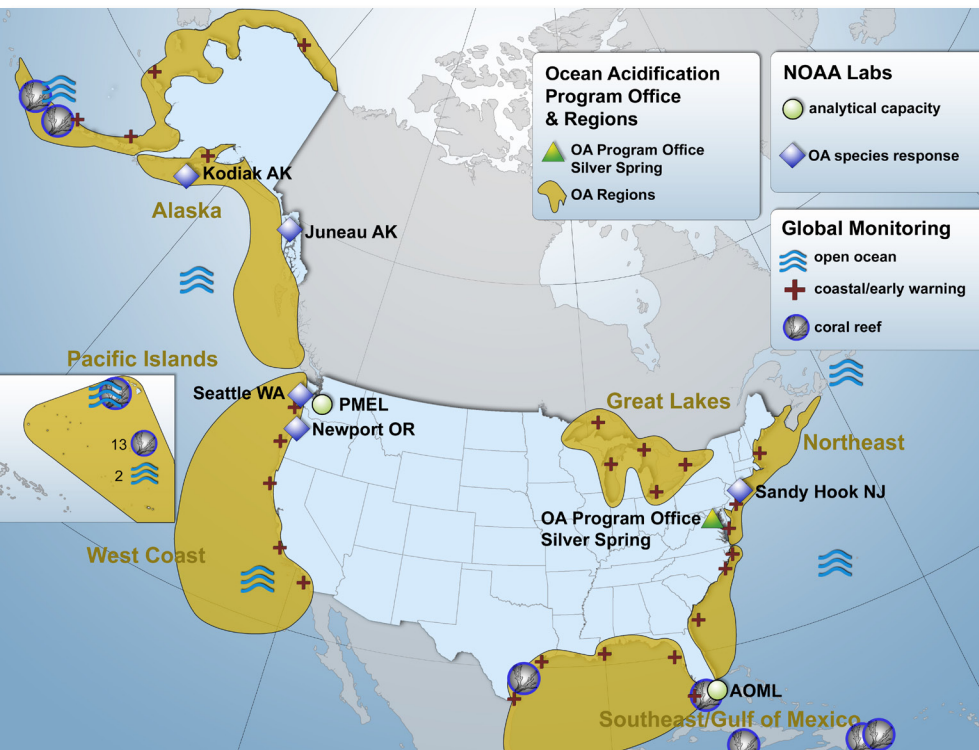 Ocean Acidification
Program Office
& Regions
OA Program Office
Silver Spring
OA Regions
NOAA Labs
analytical capacity
OA species response
Global Monitoring
open ocean
coastal/early warning
coral reef
Kodiak AK
Alaska
Juneau AK
Pacific Islands
Seattle WA
PMEL
Newport OR
13
2
West Coast
Great Lakes
Northeast
Sandy Hook NJ
OA Program Office
Silver Spring
AOML
Southeast/Gulf of Mexico